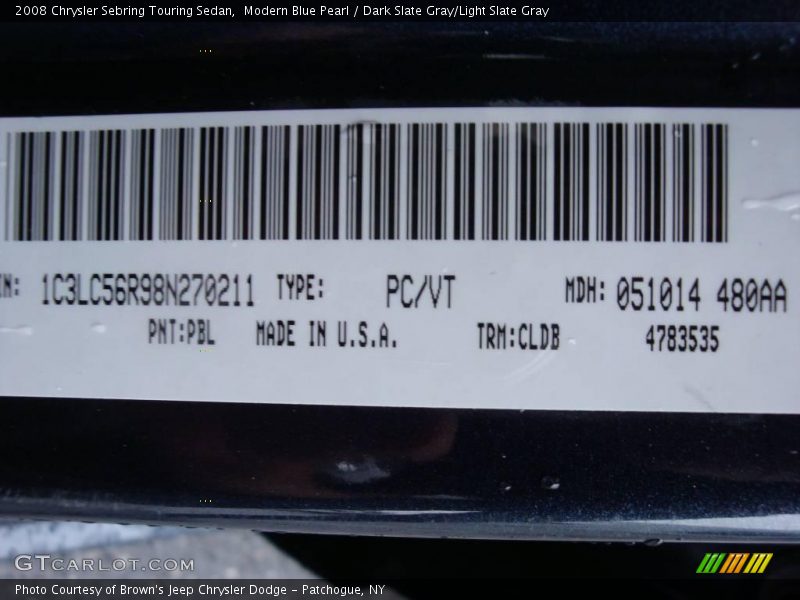 2008 Chrysler Sebring Touring Sedan, Modern Blue Pearl / Dark Slate Gray/Light Slate Gray
1C3LC56R98N270211 TYPE: PC/VT MDH: 051014 480AA
PNT:PBL MADE IN U.S.A. TRM:CLDB 4783535
GTCARLOT.COM
Photo Courtesy of Brown's Jeep Chrysler Dodge - Patchogue, NY